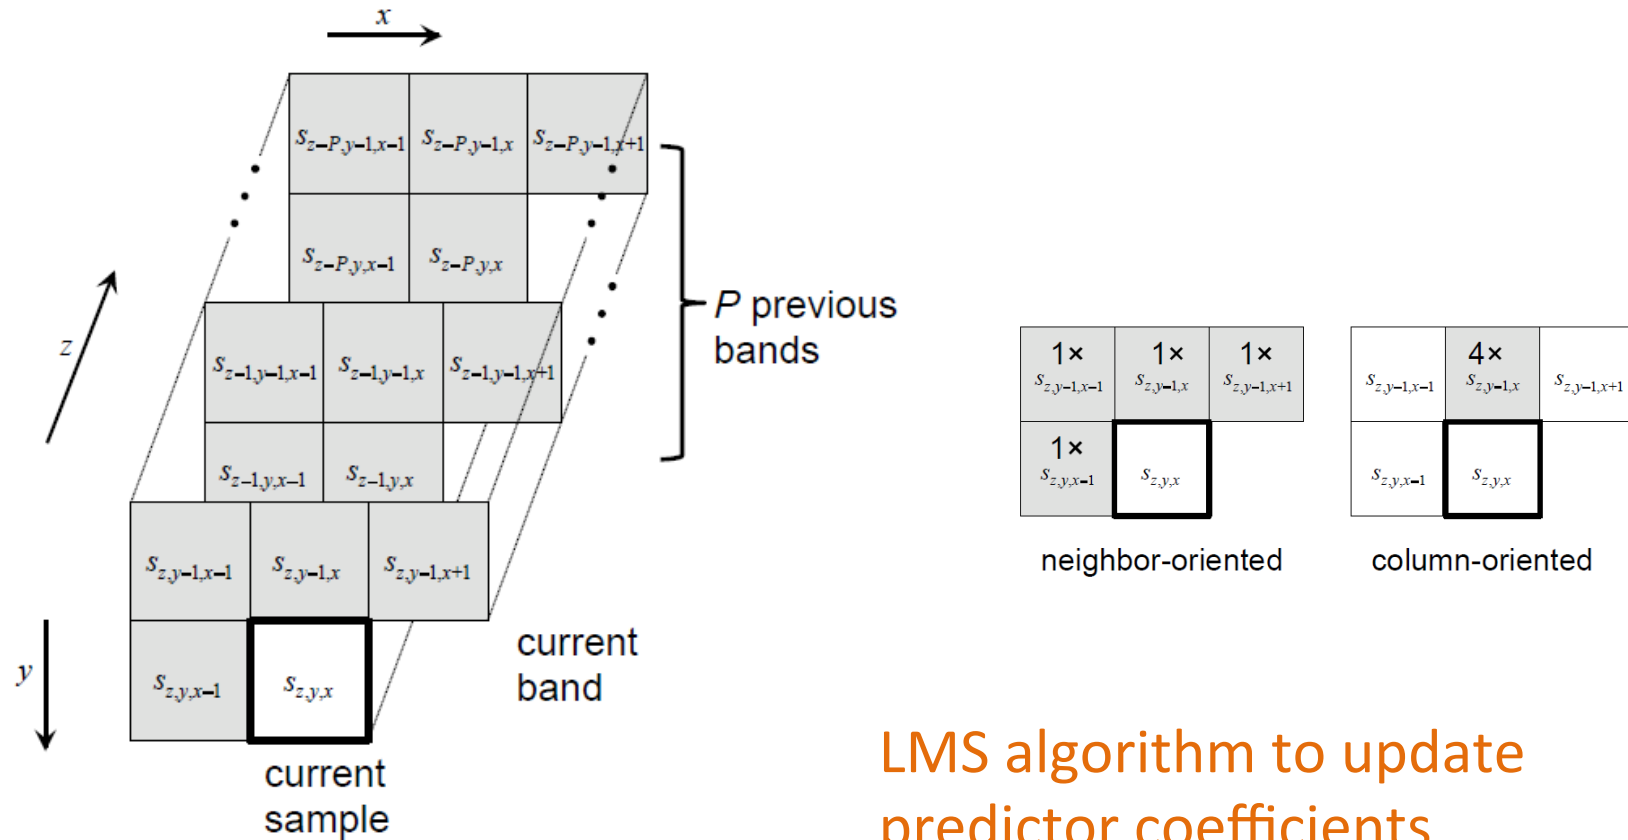 x
s_{z−P,y−1,x−1} s_{z−P,y−1,x} s_{z−P,y−1,x+1}
s_{z−P,y,x−1} s_{z−P,y,x}
z
P previous
bands
s_{z−1,y−1,x−1} s_{z−1,y−1,x} s_{z−1,y−1,x+1}
s_{z−1,y,x−1} s_{z−1,y,x}
s_{z,y−1,x−1} s_{z,y−1,x} s_{z,y−1,x+1}
y
s_{z,y,x−1} s_{z,y,x}
current
band
current
sample
1× 1× 1×
s_{z,y−1,x−1} s_{z,y−1,x} s_{z,y−1,x+1}
1×
s_{z,y,x−1} s_{z,y,x}
neighbor-oriented
4×
s_{z,y−1,x−1} s_{z,y−1,x} s_{z,y−1,x+1}
s_{z,y,x−1} s_{z,y,x}
column-oriented
LMS algorithm to update
predictor coefficients